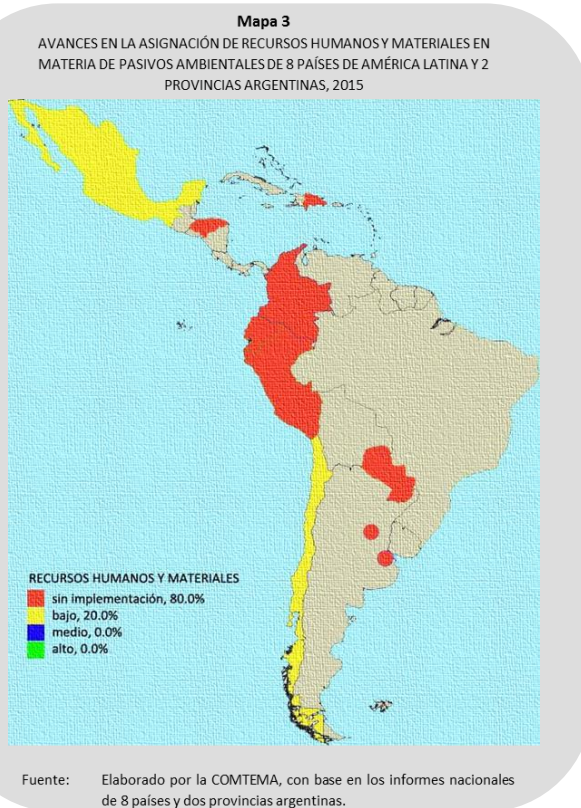 Mapa 3
AVANCES EN LA ASIGNACIÓN DE RECURSOS HUMANOS Y MATERIALES EN
MATERIA DE PASIVOS AMBIENTALES DE 8 PAÍSES DE AMÉRICA LATINA Y 2
PROVINCIAS ARGENTINAS, 2015
RECURSOS HUMANOS Y MATERIALES
sin implementación, 80.0%
bajo, 20.0%
medio, 0.0%
alto, 0.0%
Fuente: Elaborado por la COMTEMA, con base en los informes nacionales
de 8 países y dos provincias argentinas.